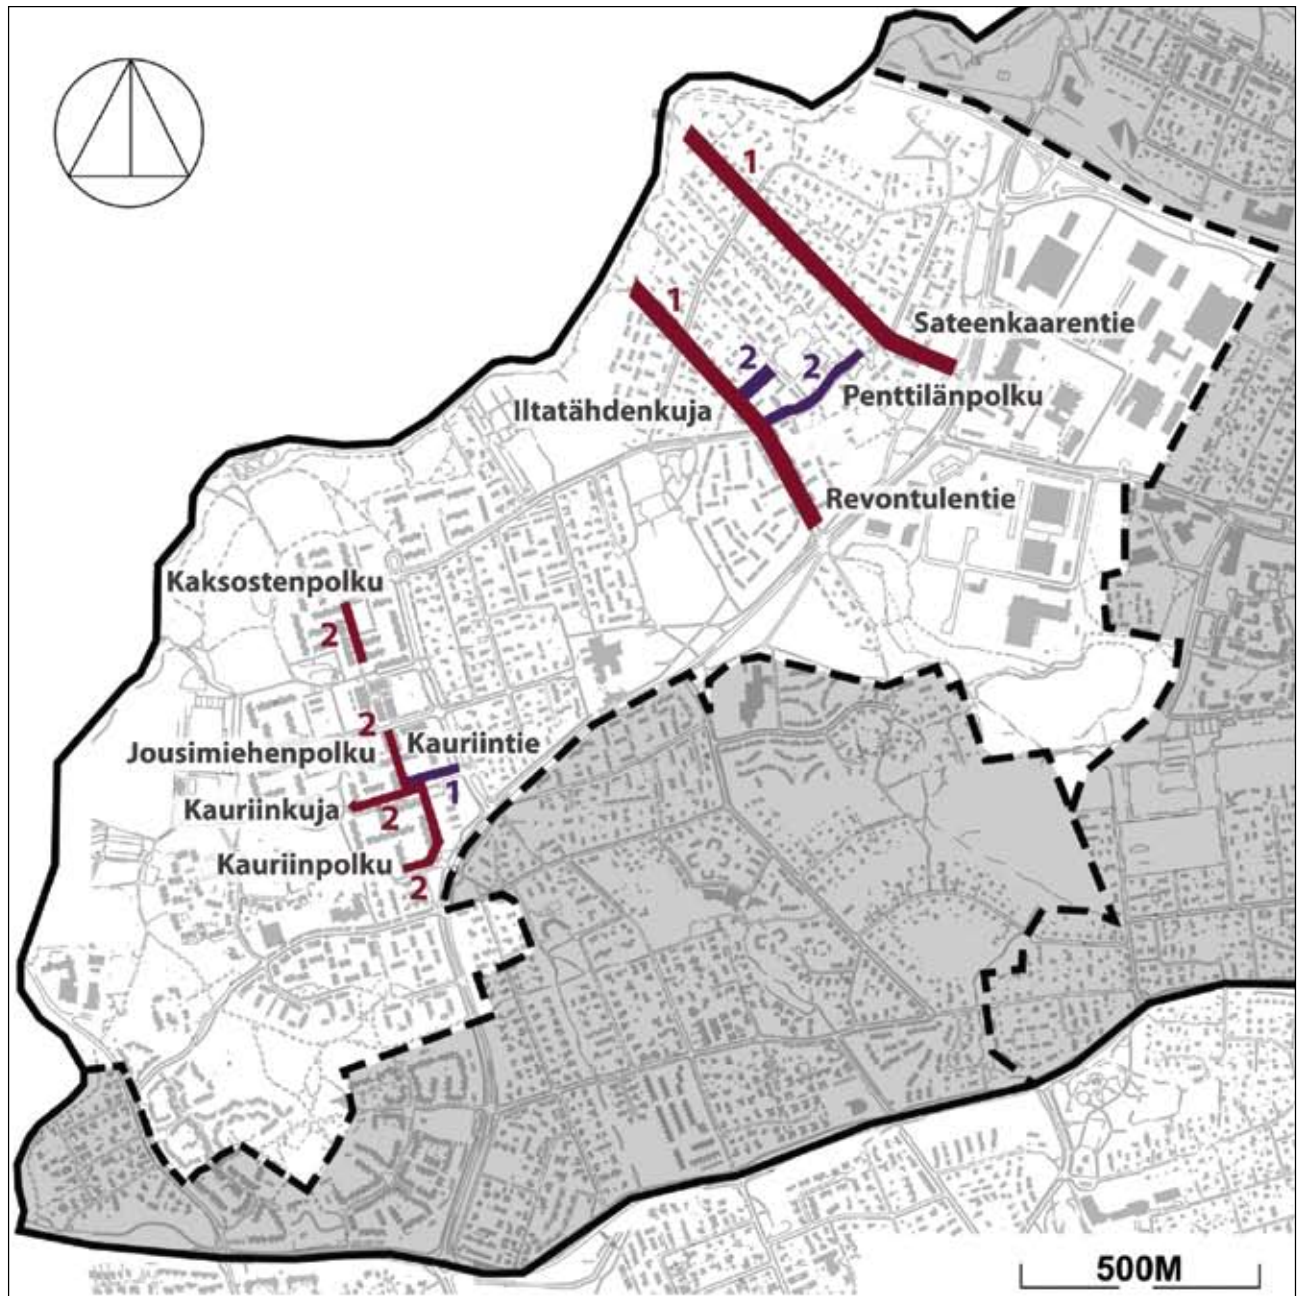 1
Sateenkaarentie
1
2
2
Penttilänpolku
Iltatähdenkuja
Revontulentie
Kaksostenpolku
2
2
Kauriintie
Jousimiehenpolku
1
Kauriinkuja
2
Kauriinpolku
2
500M